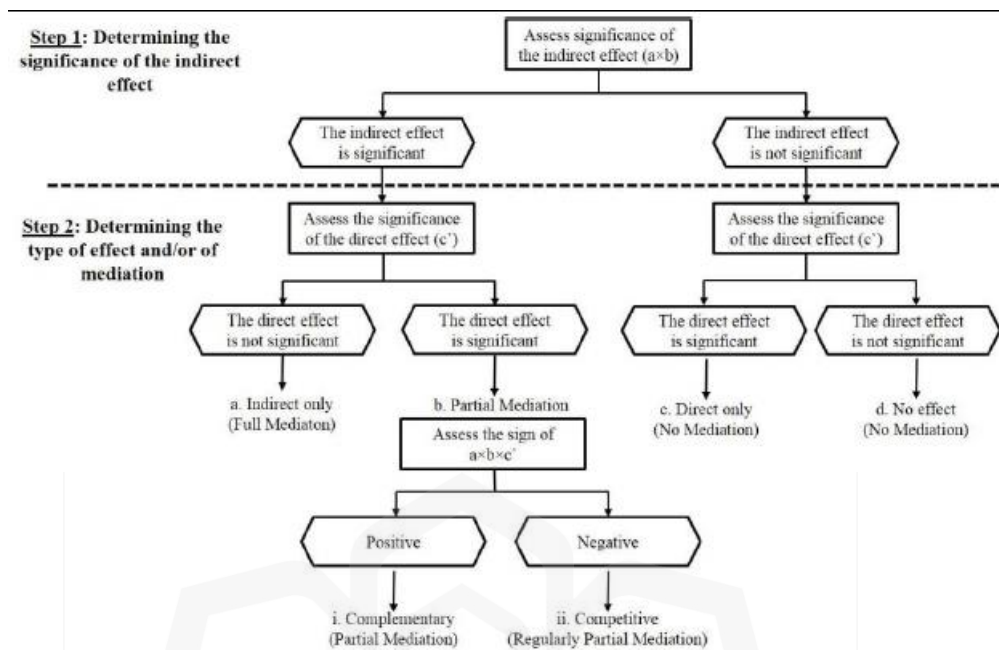 Step 1: Determining the
significance of the indirect
effect
Assess significance of
the indirect effect (a×b)
The indirect effect
is significant
The indirect effect
is not significant
Step 2: Determining the
type of effect and/or of
mediation
Assess the significance
of the direct effect (c`)
Assess the significance
of the direct effect (c`)
The direct effect
is not significant
The direct effect
is significant
The direct effect
is significant
The direct effect
is not significant
a. Indirect only
(Full Mediaton)
b. Partial Mediation
c. Direct only
(No Mediation)
d. No effect
(No Mediation)
Assess the sign of
a×b×c´
Positive
Negative
i. Complementary
(Partial Mediation)
ii. Competitive
(Regularly Partial Mediation)